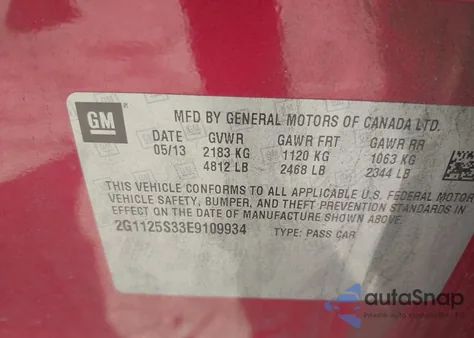 GM
MFD BY GENERAL MOTORS OF CANADA LTD.
DATE GVWR GAWR FRT GAWR RR
05/13 2183 KG 1120 KG 1063 KG
4812 LB 2468 LB 2344 LB
THIS VEHICLE CONFORMS TO ALL APPLICABLE U.S. FEDERAL MOTOR
VEHICLE SAFETY, BUMPER, AND THEFT PREVENTION STANDARDS IN
EFFECT ON THE DATE OF MANUFACTURE SHOWN ABOVE.
2G1125S33E9109934 TYPE: PASS CAR
autoSnap